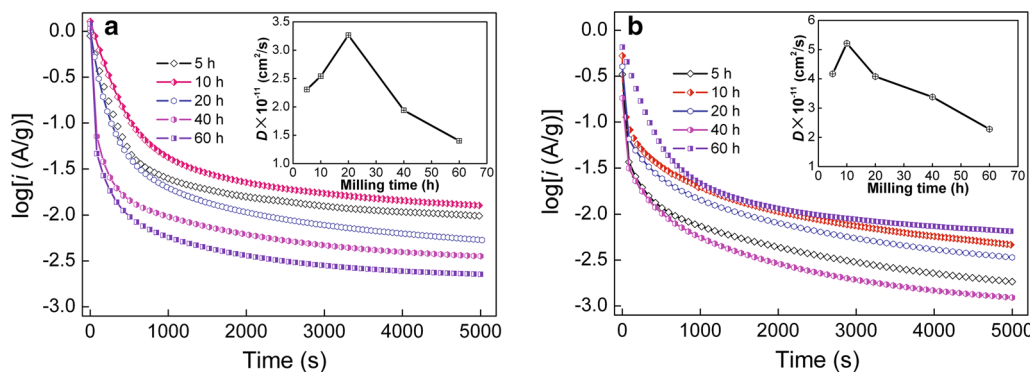 a
log[i (A/g)]
0.0
-0.5
-1.0
-1.5
-2.0
-2.5
-3.0
0 1000 2000 3000 4000 5000
Time (s)
5 h
10 h
20 h
40 h
60 h
D×10⁻¹¹ (cm²/s)
3.5
3.0
2.5
2.0
1.5
1.0
0 10 20 30 40 50 60 70
Milling time (h)
b
log[i (A/g)]
0.0
-0.5
-1.0
-1.5
-2.0
-2.5
-3.0
0 1000 2000 3000 4000 5000
Time (s)
5 h
10 h
20 h
40 h
60 h
D×10⁻¹¹ (cm²/s)
6
5
4
3
2
1
0 10 20 30 40 50 60 70
Milling time (h)